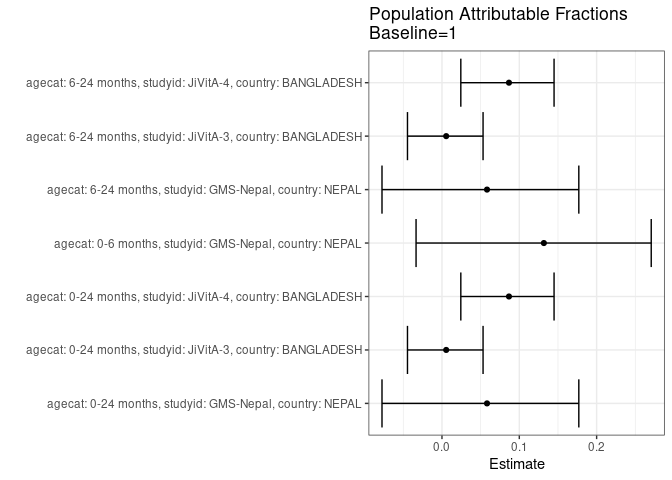 Population Attributable Fractions
Baseline=1
agecat: 6-24 months, studyid: JiVitA-4, country: BANGLADESH
agecat: 6-24 months, studyid: JiVitA-3, country: BANGLADESH
agecat: 6-24 months, studyid: GMS-Nepal, country: NEPAL
agecat: 0-6 months, studyid: GMS-Nepal, country: NEPAL
agecat: 0-24 months, studyid: JiVitA-4, country: BANGLADESH
agecat: 0-24 months, studyid: JiVitA-3, country: BANGLADESH
agecat: 0-24 months, studyid: GMS-Nepal, country: NEPAL
0.0 0.1 0.2
Estimate